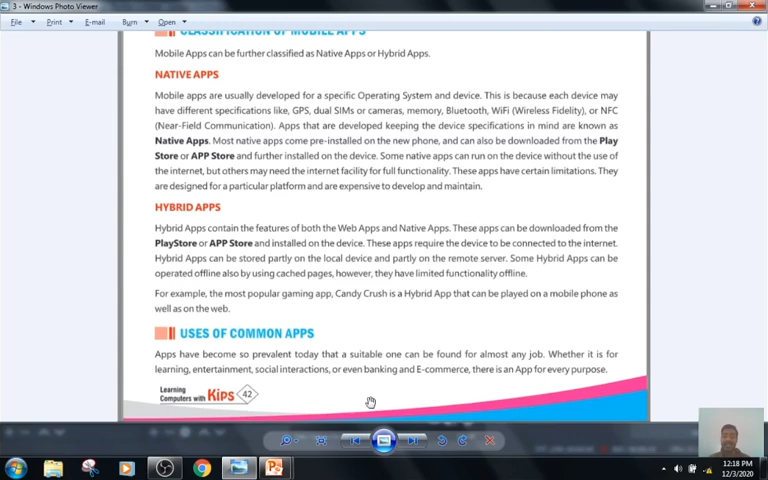 3 - Windows Photo Viewer
File Print E-mail Burn Open
CLASSIFICATION OF MOBILE APPS
Mobile Apps can be further classified as Native Apps or Hybrid Apps.
NATIVE APPS
Mobile apps are usually developed for a specific Operating System and device. This is because each device may
have different specifications like, GPS, dual SIMs or cameras, memory, Bluetooth, WiFi (Wireless Fidelity), or NFC
(Near-Field Communication). Apps that are developed keeping the device specifications in mind are known as
Native Apps. Most native apps come pre-installed on the new phone, and can also be downloaded from the Play
Store or APP Store and further installed on the device. Some native apps can run on the device without the use of
the internet, but others may need the internet facility for full functionality. These apps have certain limitations. They
are designed for a particular platform and are expensive to develop and maintain.
HYBRID APPS
Hybrid Apps contain the features of both the Web Apps and Native Apps. These apps can be downloaded from the
PlayStore or APP Store and installed on the device. These apps require the device to be connected to the internet.
Hybrid Apps can be stored partly on the local device and partly on the remote server. Some Hybrid Apps can be
operated offline also by using cached pages, however, they have limited functionality offline.
For example, the most popular gaming app, Candy Crush is a Hybrid App that can be played on a mobile phone as
well as on the web.
USES OF COMMON APPS
Apps have become so prevalent today that a suitable one can be found for almost any job. Whether it is for
learning, entertainment, social interactions, or even banking and E-commerce, there is an App for every purpose.
Learning
Computers with Kips 42
12:18 PM
12/3/2020